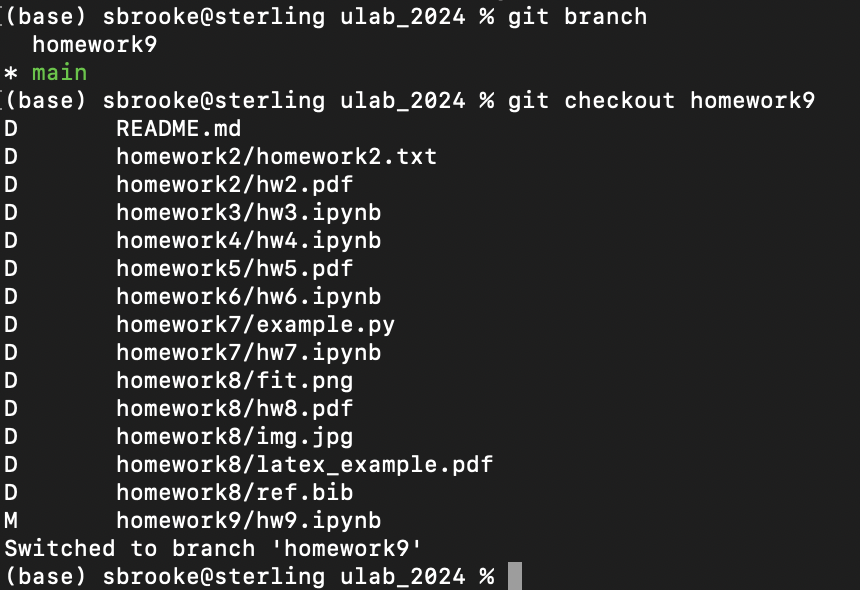 (base) sbrooke@sterling ulab_2024 % git branch
  homework9
* main
(base) sbrooke@sterling ulab_2024 % git checkout homework9
D       README.md
D       homework2/homework2.txt
D       homework2/hw2.pdf
D       homework3/hw3.ipynb
D       homework4/hw4.ipynb
D       homework5/hw5.pdf
D       homework6/hw6.ipynb
D       homework7/example.py
D       homework7/hw7.ipynb
D       homework8/fit.png
D       homework8/hw8.pdf
D       homework8/img.jpg
D       homework8/latex_example.pdf
D       homework8/ref.bib
M       homework9/hw9.ipynb
Switched to branch 'homework9'
(base) sbrooke@sterling ulab_2024 %